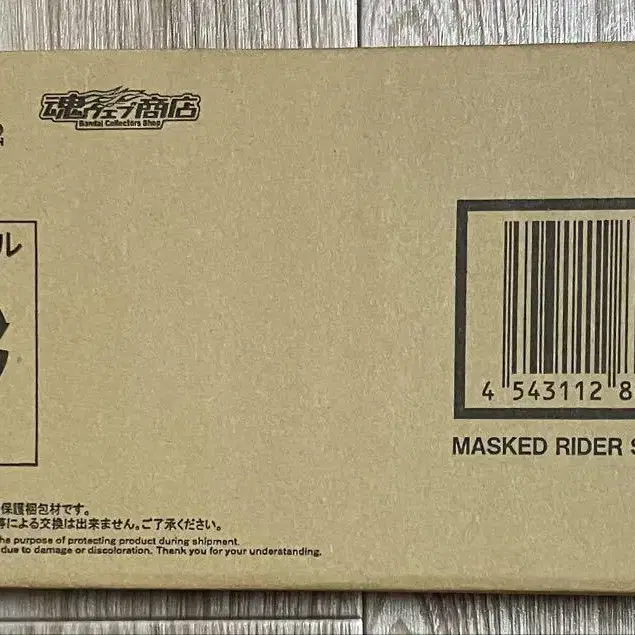 魂ウェブ商店
Bandai Collectors Shop
ル
4 543112 8
MASKED RIDER S
保護梱包材です。
等による交換は出来ません。ご了承ください。
he purpose of protecting product during shipment.
due to damage or discoloration. Thank you for your understanding.